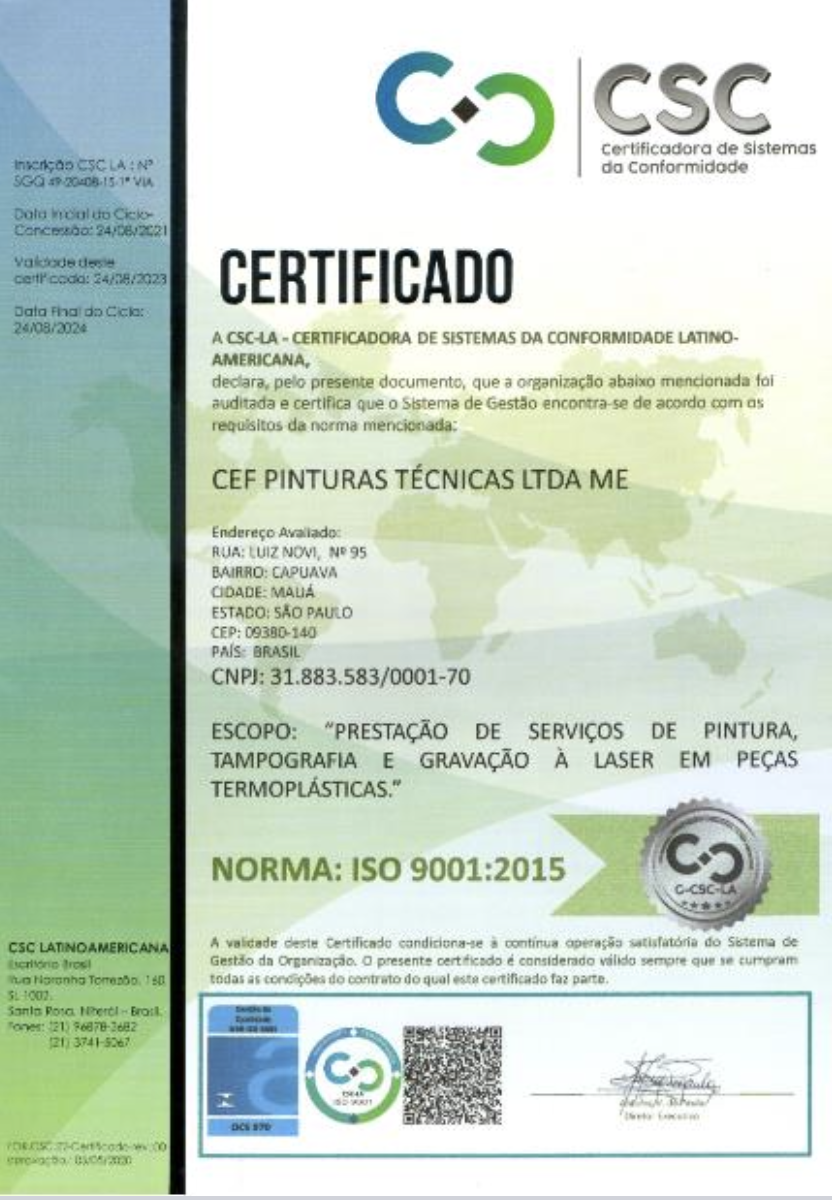 CSC
Certificadora de Sistemas
da Conformidade
Inscrição CSC LA : Nº
SGQ 49-20408-15-1ª VIA
Data Inicial do Ciclo-
Concessão: 24/08/2021
Validade deste
certificado: 24/08/2023
Data Final do Ciclo:
24/08/2024
CERTIFICADO
A CSC-LA - CERTIFICADORA DE SISTEMAS DA CONFORMIDADE LATINO-
AMERICANA,
declara, pelo presente documento, que a organização abaixo mencionada foi
auditada e certifica que o Sistema de Gestão encontra-se de acordo com os
requisitos da norma mencionada:
CEF PINTURAS TÉCNICAS LTDA ME
Endereço Avaliado:
RUA: LUIZ NOVI, Nº 95
BAIRRO: CAPUAVA
CIDADE: MAUÁ
ESTADO: SÃO PAULO
CEP: 09380-140
PAÍS: BRASIL
CNPJ: 31.883.583/0001-70
ESCOPO: “PRESTAÇÃO DE SERVIÇOS DE PINTURA,
TAMPOGRAFIA E GRAVAÇÃO À LASER EM PEÇAS
TERMOPLÁSTICAS.”
NORMA: ISO 9001:2015
C-CSC-LA
A validade deste Certificado condiciona-se à contínua operação satisfatória do Sistema de
Gestão da Organização. O presente certificado é considerado válido sempre que se cumpram
todas as condições do contrato do qual este certificado faz parte.
CSC LATINOAMERICANA
Escritório Brasil
Rua Noronha Torrezão, 160
SL 1002.
Santa Rosa, Niterói – Brasil.
Fones: (21) 96878-2682
(21) 3741-5067
OCS 070
ISO 9001
Diretor Executivo
FOR.CSC.22-Certificado-rev.:00
Aprovação.: 03/05/2020